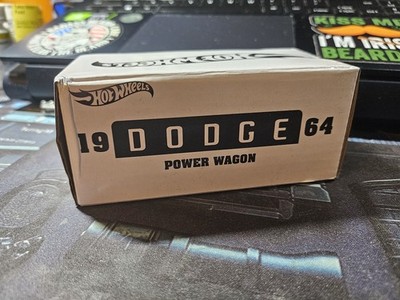 KISS ME
I'M IRISH
BEARD
HOT WHEELS
19 DODGE 64
POWER WAGON